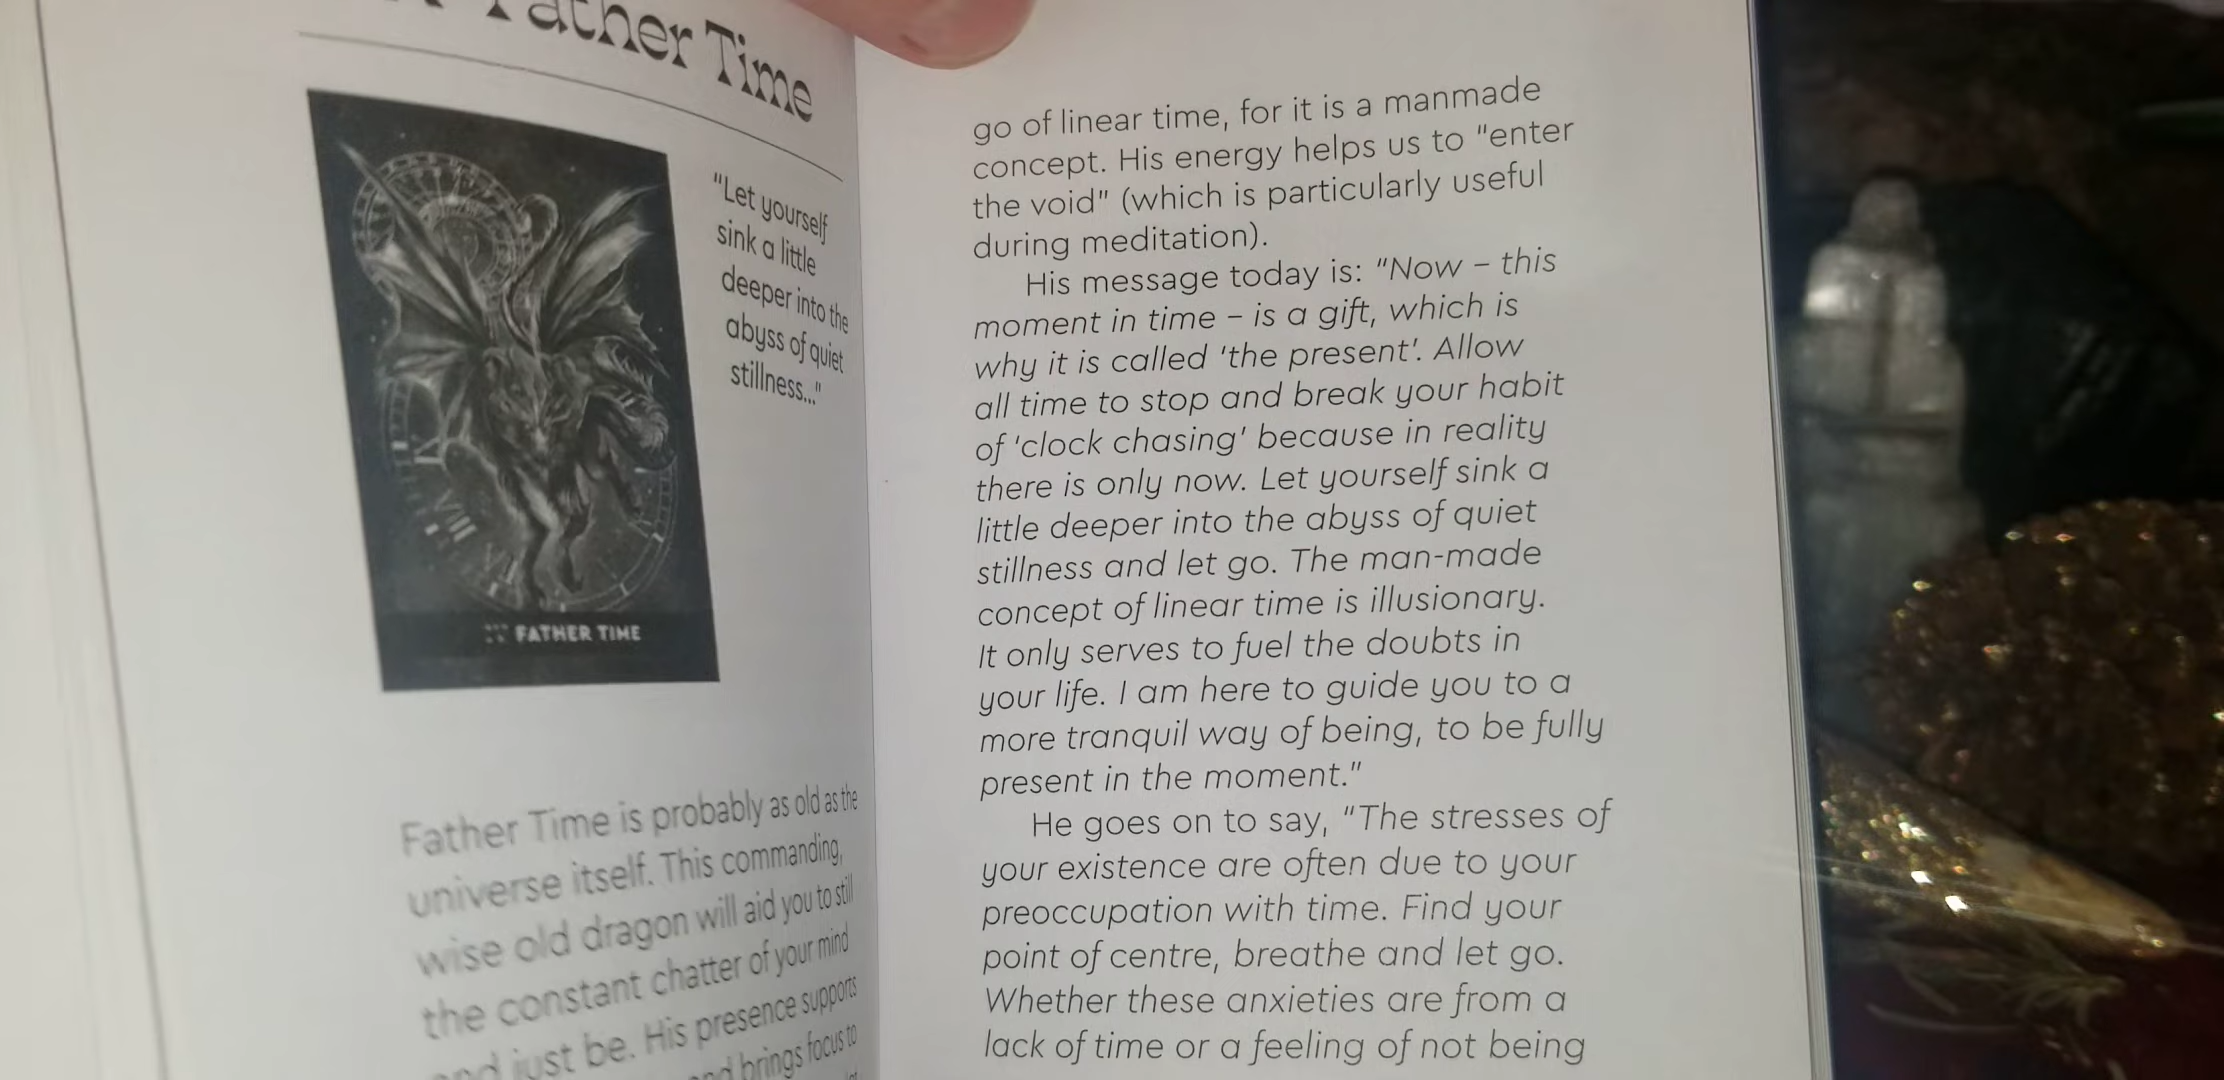 Father Time
"Let yourself
sink a little
deeper into the
abyss of quiet
stillness..."
FATHER TIME
Father Time is probably as old as the
universe itself. This commanding,
wise old dragon will aid you to still
the constant chatter of your mind
and just be. His presence supports
and brings focus to
go of linear time, for it is a manmade
concept. His energy helps us to "enter
the void" (which is particularly useful
during meditation).
His message today is: "Now – this
moment in time – is a gift, which is
why it is called 'the present'. Allow
all time to stop and break your habit
of 'clock chasing' because in reality
there is only now. Let yourself sink a
little deeper into the abyss of quiet
stillness and let go. The man-made
concept of linear time is illusionary.
It only serves to fuel the doubts in
your life. I am here to guide you to a
more tranquil way of being, to be fully
present in the moment."
He goes on to say, "The stresses of
your existence are often due to your
preoccupation with time. Find your
point of centre, breathe and let go.
Whether these anxieties are from a
lack of time or a feeling of not being